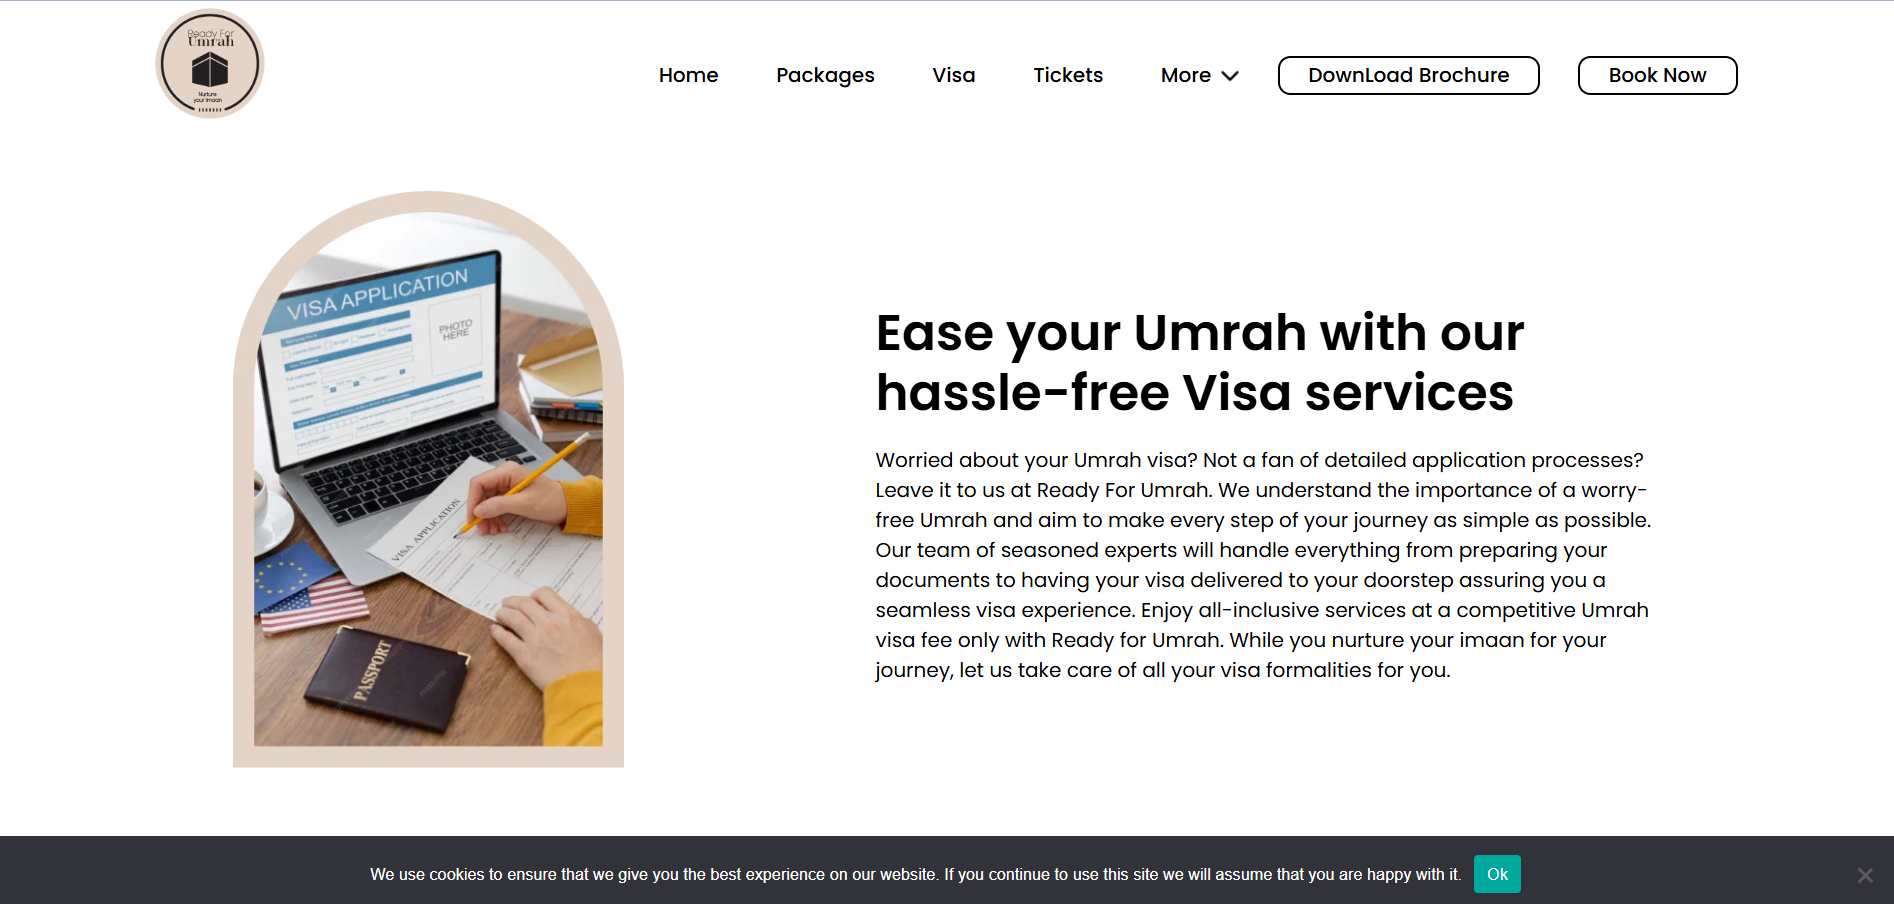 Ready For
Umrah
Nurture
your imaan
Home
Packages
Visa
Tickets
More
DownLoad Brochure
Book Now
VISA APPLICATION
PHOTO
HERE
VISA APPLICATION
PASSPORT
Ease your Umrah with our
hassle-free Visa services
Worried about your Umrah visa? Not a fan of detailed application processes?
Leave it to us at Ready For Umrah. We understand the importance of a worry-
free Umrah and aim to make every step of your journey as simple as possible.
Our team of seasoned experts will handle everything from preparing your
documents to having your visa delivered to your doorstep assuring you a
seamless visa experience. Enjoy all-inclusive services at a competitive Umrah
visa fee only with Ready for Umrah. While you nurture your imaan for your
journey, let us take care of all your visa formalities for you.
We use cookies to ensure that we give you the best experience on our website. If you continue to use this site we will assume that you are happy with it.
Ok